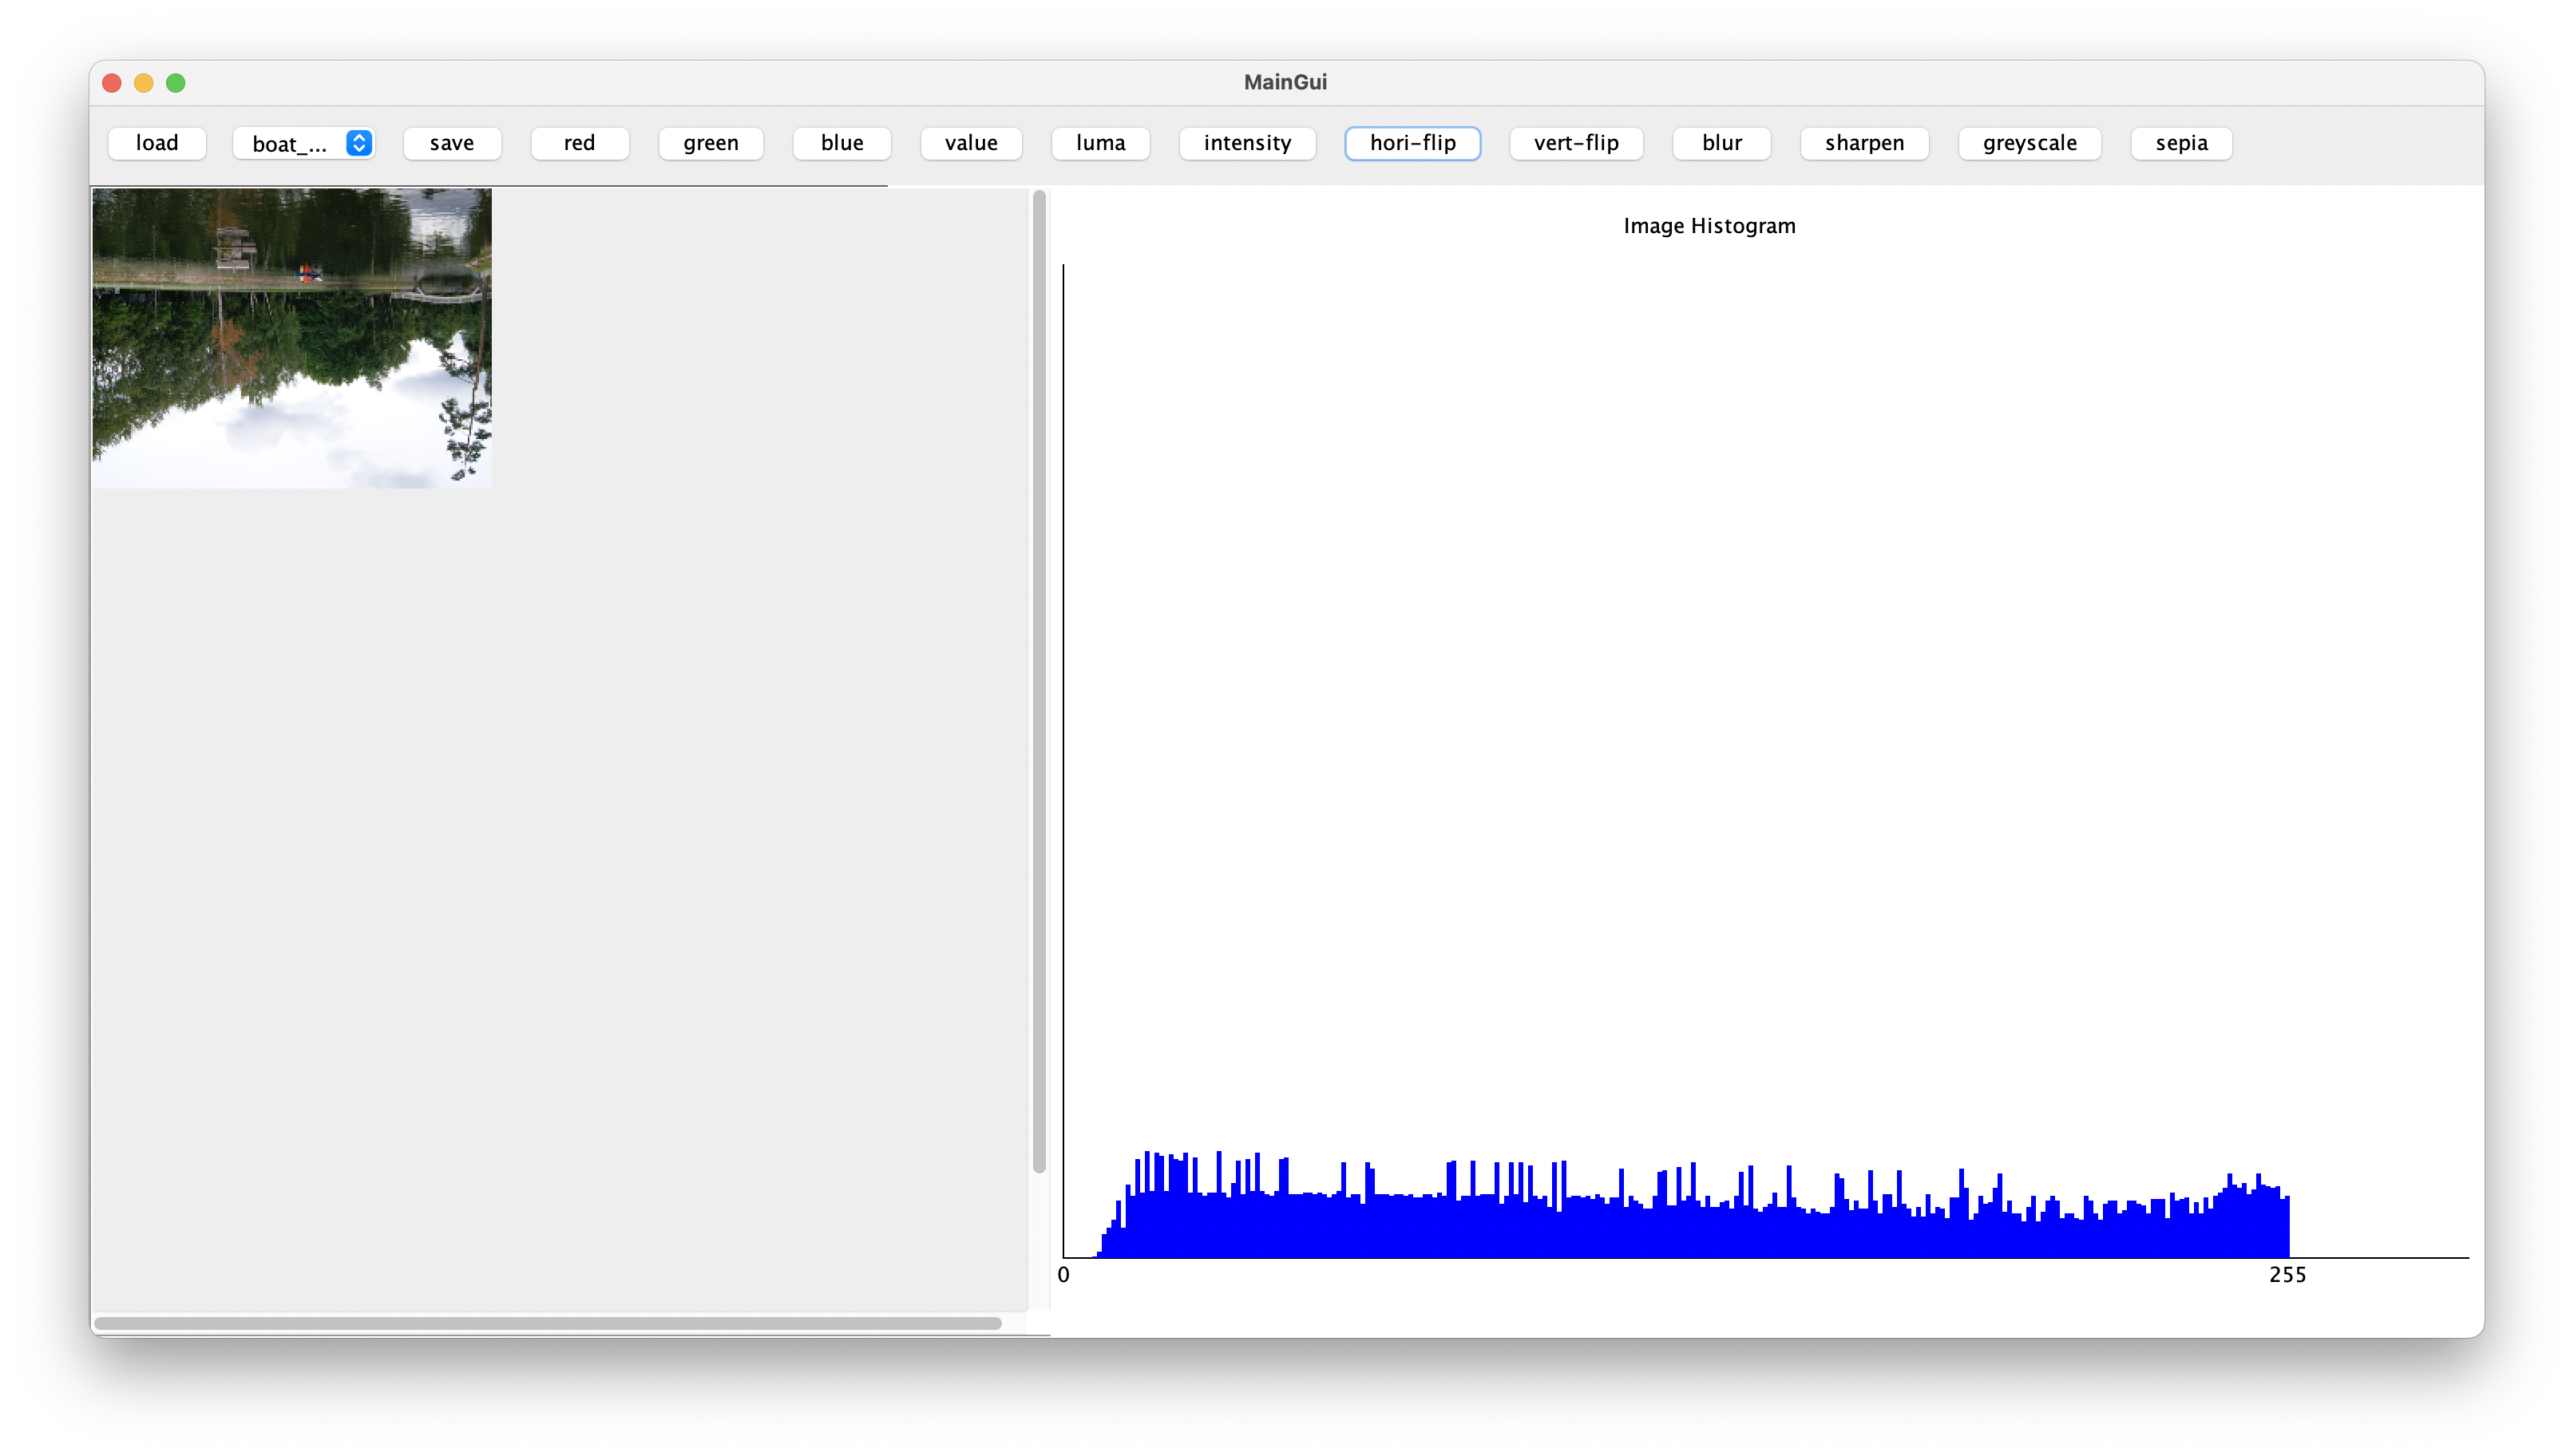 MainGui
load boat_... save red green blue value luma intensity hori-flip vert-flip blur sharpen greyscale sepia
Image Histogram
0 255